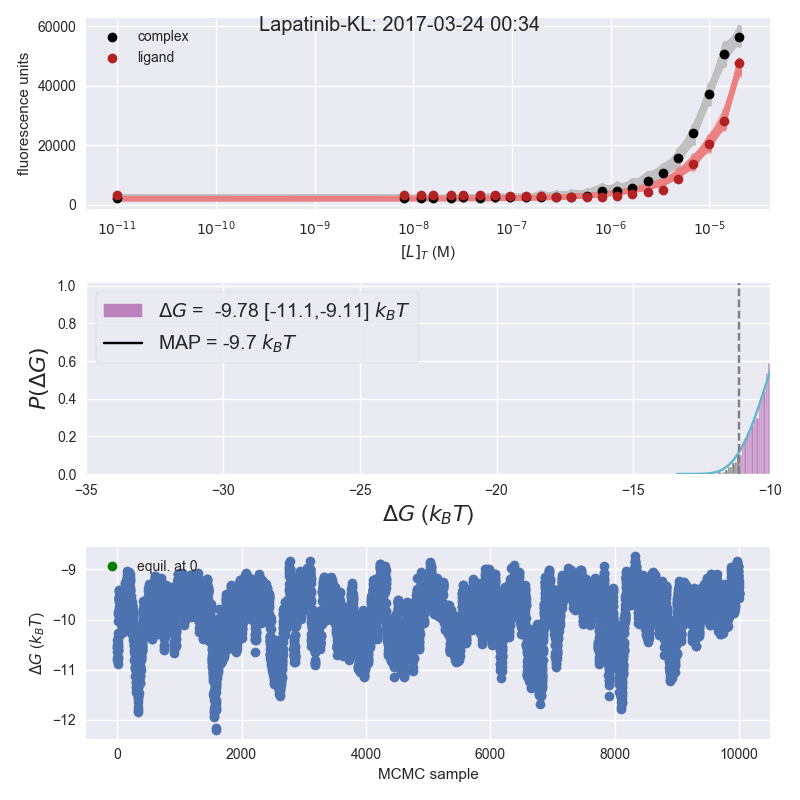 Lapatinib-KL: 2017-03-24 00:34
complex
ligand
fluorescence units
60000
40000
20000
0
10⁻¹¹ 10⁻¹⁰ 10⁻⁹ 10⁻⁸ 10⁻⁷ 10⁻⁶ 10⁻⁵
[L]_T (M)
ΔG = -9.78 [-11.1,-9.11] k_BT
MAP = -9.7 k_BT
P(ΔG)
1.0
0.8
0.6
0.4
0.2
0.0
−35 −30 −25 −20 −15 −10
ΔG (k_BT)
equil. at 0
ΔG (k_BT)
−9
−10
−11
−12
0 2000 4000 6000 8000 10000
MCMC sample